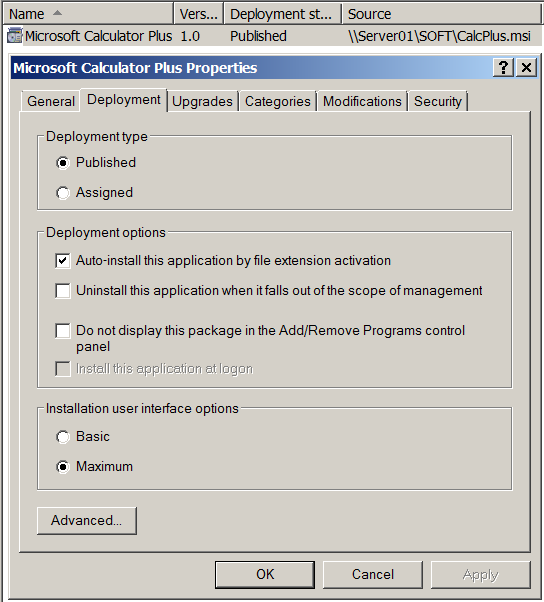 Name Vers... Deployment st... Source
Microsoft Calculator Plus 1.0 Published \\Server01\SOFT\CalcPlus.msi
Microsoft Calculator Plus Properties
General Deployment Upgrades Categories Modifications Security
Deployment type
Published
Assigned
Deployment options
Auto-install this application by file extension activation
Uninstall this application when it falls out of the scope of management
Do not display this package in the Add/Remove Programs control
panel
Install this application at logon
Installation user interface options
Basic
Maximum
Advanced...
OK Cancel Apply